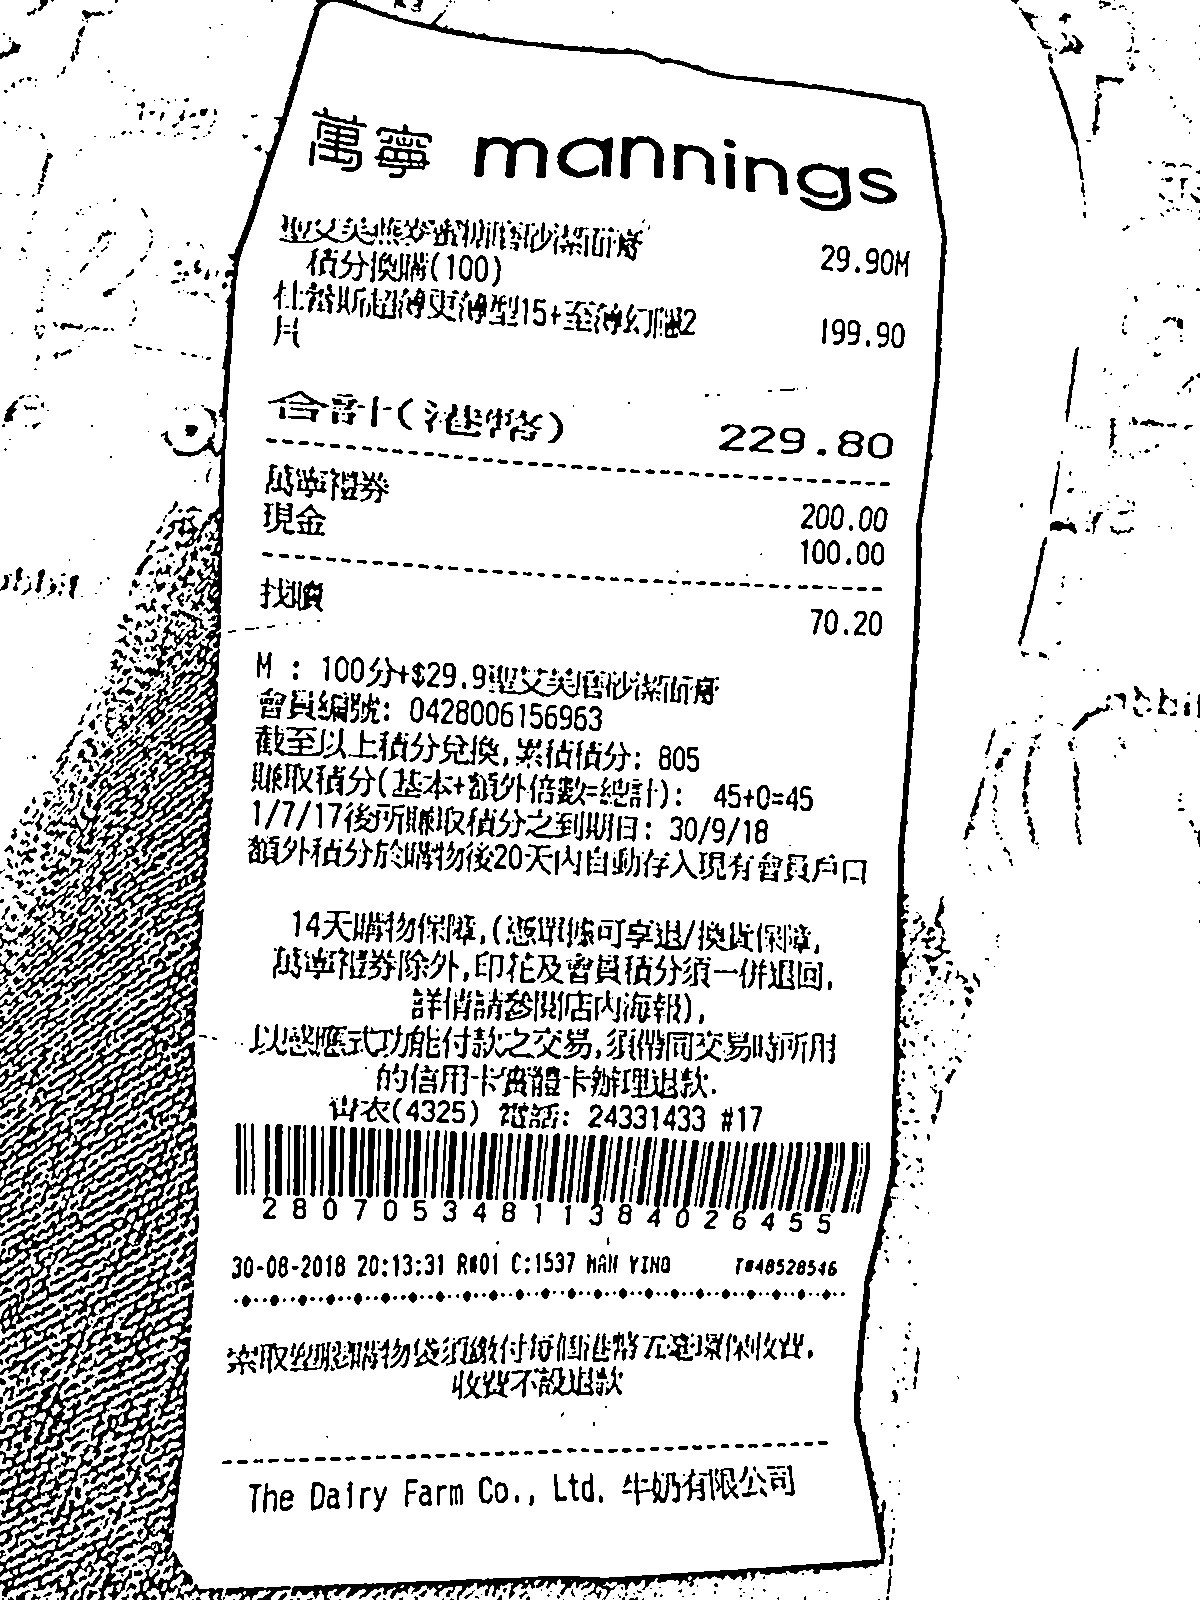 萬寧 mannings
聖艾芙燕麥蜜糖磨砂潔面膏 29.90M
積分換購(100)
杜蕾斯超薄更薄型15+至薄幻隱2
片 199.90
合計(港幣) 229.80
萬寧禮券 200.00
現金 100.00
找贖 70.20
M : 100分+$29.9聖艾芙磨砂潔面膏
會員編號: 0428006156963
截至以上積分兌換,累積積分: 805
賺取積分(基本+額外倍數=總計): 45+0=45
1/7/17後所賺取積分之到期日: 30/9/18
額外積分於購物後20天內自動存入現有會員戶口
14天購物保障,(憑單據可享退/換貨保障,
萬寧禮券除外,印花及會員積分須一併退回,
詳情請參閱店內海報),
以感應式功能付款之交易,須帶同交易時所用
的信用卡實體卡辦理退款.
青衣(4325) 電話: 24331433 #17
2807053481138402645​5
30-08-2018 20:13:31 R#01 C:1537 MAN YING T#48528546
索取塑膠購物袋須繳付每個港幣五毫環保收費.
收費不設退款
The Dairy Farm Co., Ltd. 牛奶有限公司